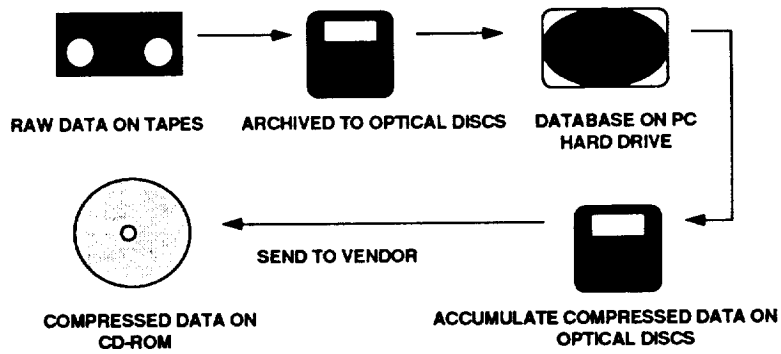 RAW DATA ON TAPES
ARCHIVED TO OPTICAL DISCS
DATABASE ON PC
HARD DRIVE
SEND TO VENDOR
COMPRESSED DATA ON
CD-ROM
ACCUMULATE COMPRESSED DATA ON
OPTICAL DISCS